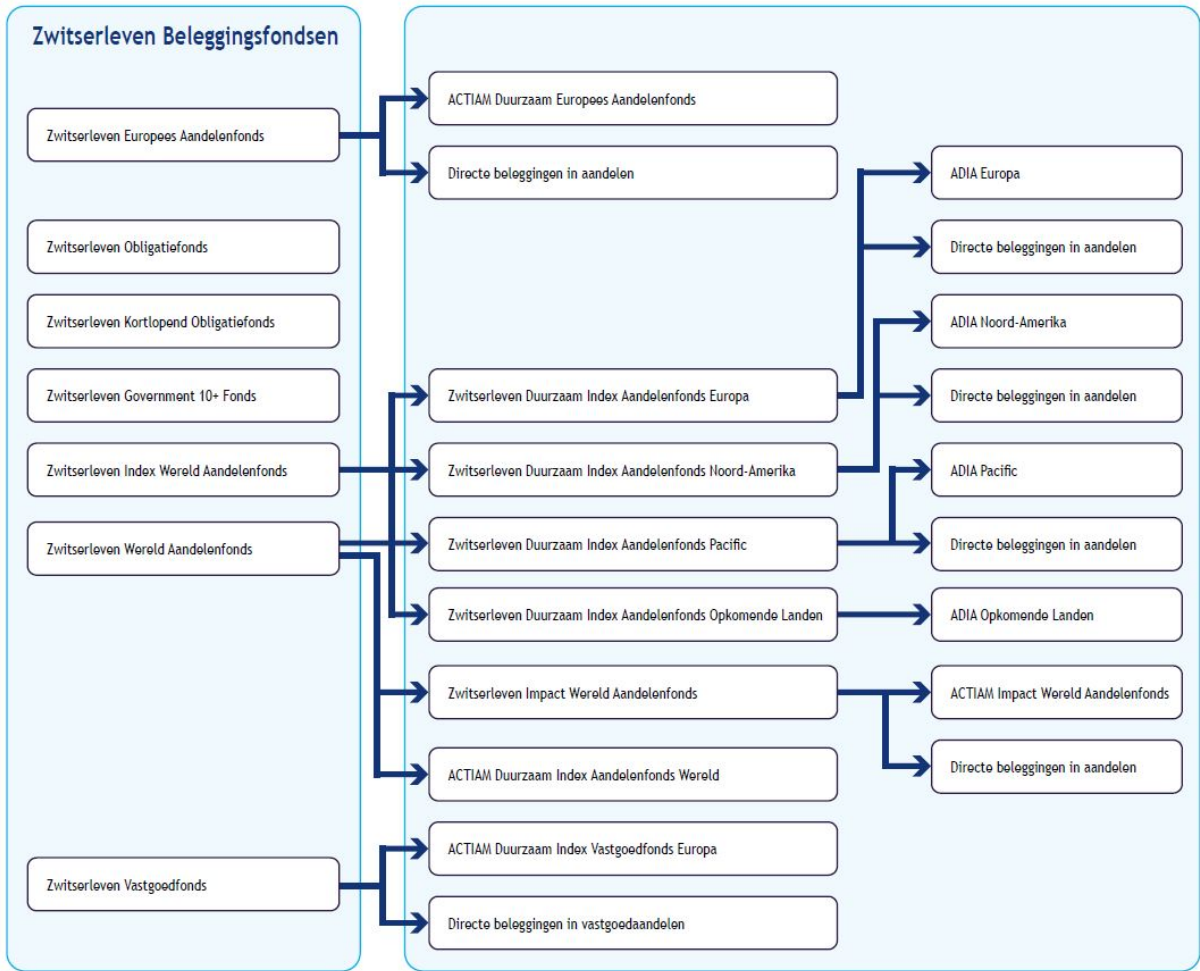 Zwitserleven Beleggingsfondsen
Zwitserleven Europees Aandelenfonds
Zwitserleven Obligatiefonds
Zwitserleven Kortlopend Obligatiefonds
Zwitserleven Government 10+ Fonds
Zwitserleven Index Wereld Aandelenfonds
Zwitserleven Wereld Aandelenfonds
Zwitserleven Vastgoedfonds
ACTIAM Duurzaam Europees Aandelenfonds
Directe beleggingen in aandelen
Zwitserleven Duurzaam Index Aandelenfonds Europa
Zwitserleven Duurzaam Index Aandelenfonds Noord-Amerika
Zwitserleven Duurzaam Index Aandelenfonds Pacific
Zwitserleven Duurzaam Index Aandelenfonds Opkomende Landen
Zwitserleven Impact Wereld Aandelenfonds
ACTIAM Duurzaam Index Aandelenfonds Wereld
ACTIAM Duurzaam Index Vastgoedfonds Europa
Directe beleggingen in vastgoedaandelen
ADIA Europa
Directe beleggingen in aandelen
ADIA Noord-Amerika
Directe beleggingen in aandelen
ADIA Pacific
Directe beleggingen in aandelen
ADIA Opkomende Landen
ACTIAM Impact Wereld Aandelenfonds
Directe beleggingen in aandelen